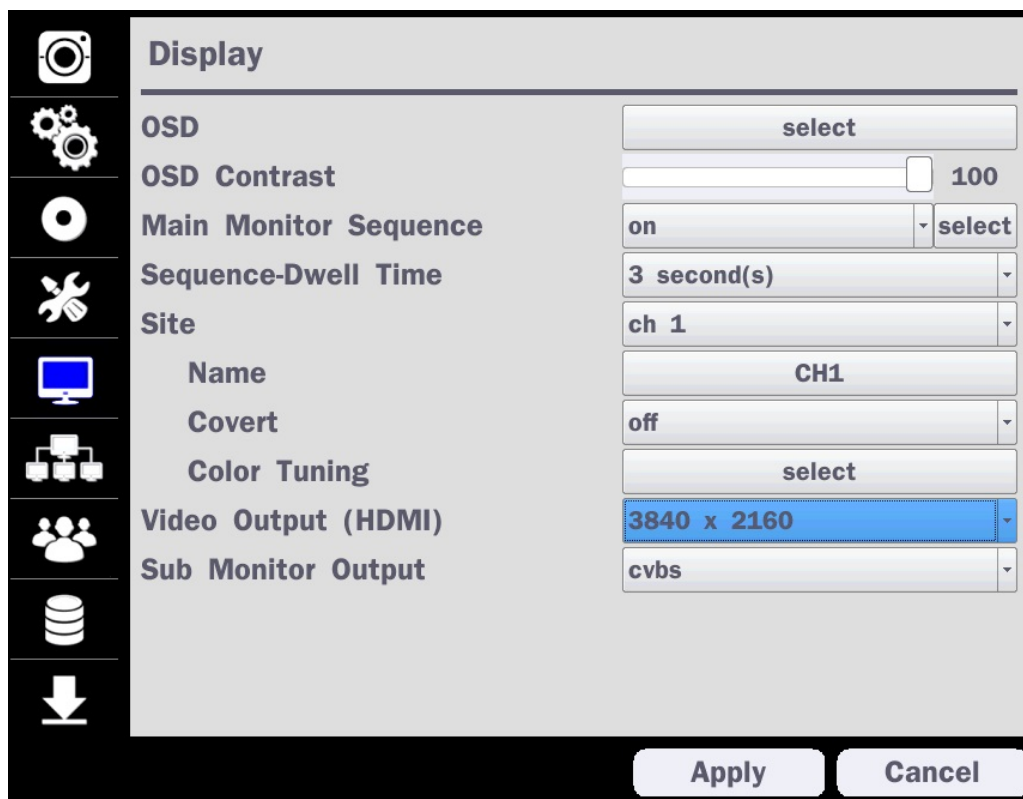 Display
OSD select
OSD Contrast 100
Main Monitor Sequence on select
Sequence-Dwell Time 3 second(s)
Site ch 1
Name CH1
Covert off
Color Tuning select
Video Output (HDMI) 3840 x 2160
Sub Monitor Output cvbs
Apply Cancel